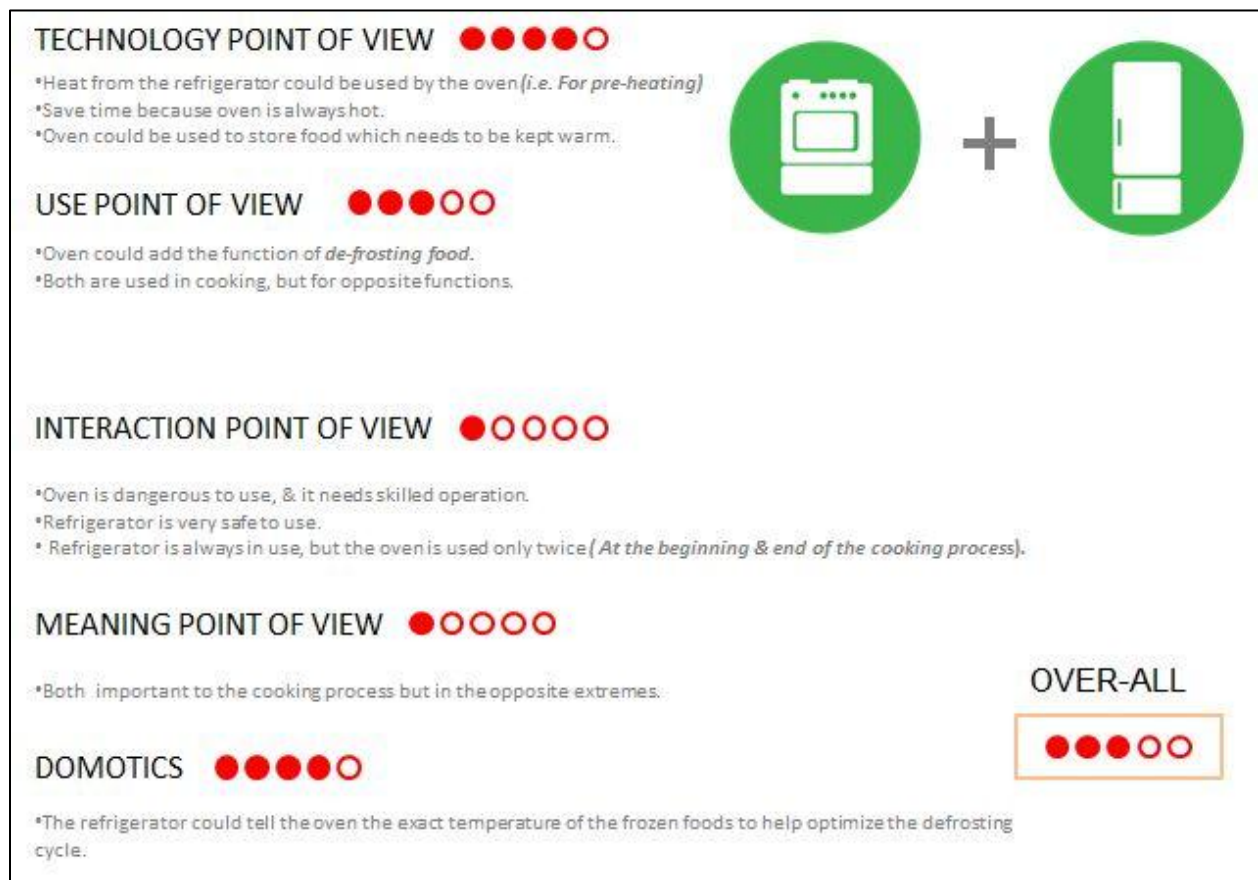 TECHNOLOGY POINT OF VIEW
•Heat from the refrigerator could be used by the oven (i.e. For pre-heating)
•Save time because oven is always hot.
•Oven could be used to store food which needs to be kept warm.
USE POINT OF VIEW
•Oven could add the function of de-frosting food.
•Both are used in cooking, but for opposite functions.
INTERACTION POINT OF VIEW
•Oven is dangerous to use, & it needs skilled operation.
•Refrigerator is very safe to use.
• Refrigerator is always in use, but the oven is used only twice ( At the beginning & end of the cooking process).
MEANING POINT OF VIEW
•Both important to the cooking process but in the opposite extremes.
OVER-ALL
DOMOTICS
•The refrigerator could tell the oven the exact temperature of the frozen foods to help optimize the defrosting
cycle.